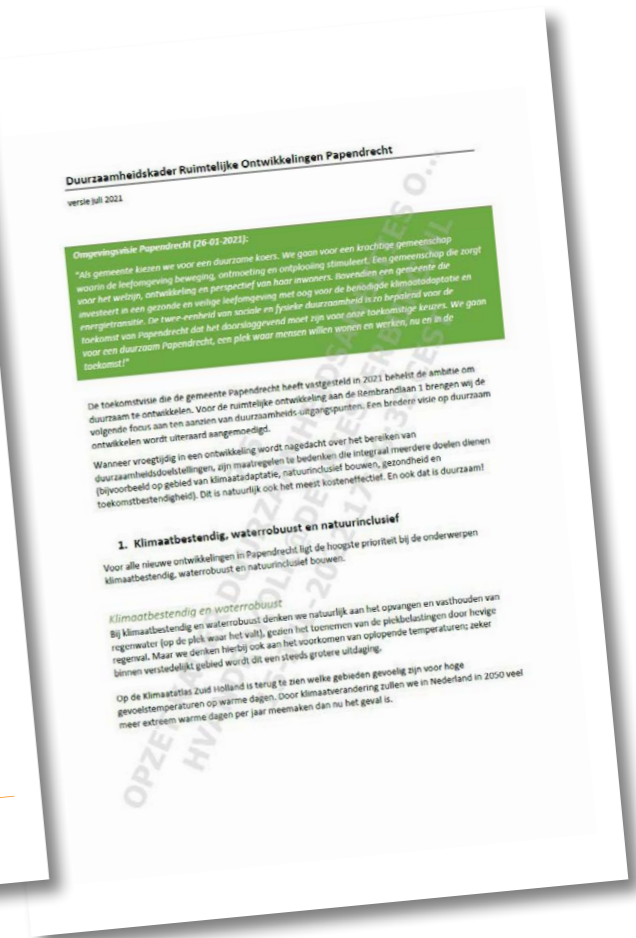 Duurzaamheidskader Ruimtelijke Ontwikkelingen Papendrecht
versie juli 2021
Omgevingsvisie Papendrecht (26-01-2021):
"Als gemeente kiezen we voor een duurzame koers. We gaan voor een krachtige gemeenschap
waarin de leefomgeving beweging, ontmoeting en ontplooiing stimuleert. Een gemeenschap die zorgt
voor het welzijn, ontwikkeling en perspectief van haar inwoners. Bovendien een gemeente die
investeert in een gezonde en veilige leefomgeving met oog voor de benodigde klimaatadaptatie en
energietransitie. De twee-eenheid van sociale en fysieke duurzaamheid is zo bepalend voor de
toekomst van Papendrecht dat het doorslaggevend moet zijn voor onze toekomstige keuzes. We gaan
voor een duurzaam Papendrecht, een plek waar mensen willen wonen en werken, nu en in de
toekomst!"
De toekomstvisie die de gemeente Papendrecht heeft vastgesteld in 2021 behelst de ambitie om
duurzaam te ontwikkelen. Voor de ruimtelijke ontwikkeling aan de Rembrandlaan 1 brengen wij de
volgende focus aan ten aanzien van duurzaamheids-uitgangspunten. Een bredere visie op duurzaam
ontwikkelen wordt uiteraard aangemoedigd.
Wanneer vroegtijdig in een ontwikkeling wordt nagedacht over het bereiken van
duurzaamheidsdoelstellingen, zijn maatregelen te bedenken die integraal meerdere doelen dienen
(bijvoorbeeld op gebied van klimaatadaptatie, natuurinclusief bouwen, gezondheid en
toekomstbestendigheid). Dit is natuurlijk ook het meest kosteneffectief. En ook dat is duurzaam!
1. Klimaatbestendig, waterrobuust en natuurinclusief
Voor alle nieuwe ontwikkelingen in Papendrecht ligt de hoogste prioriteit bij de onderwerpen
klimaatbestendig, waterrobuust en natuurinclusief bouwen.
Klimaatbestendig en waterrobuust
Bij klimaatbestendig en waterrobuust denken we natuurlijk aan het opvangen en vasthouden van
regenwater (op de plek waar het valt), gezien het toenemen van de piekbelastingen door hevige
regenval. Maar we denken hierbij ook aan het voorkomen van oplopende temperaturen; zeker
binnen verstedelijkt gebied wordt dit een steeds grotere uitdaging.
Op de Klimaatatlas Zuid Holland is terug te zien welke gebieden gevoelig zijn voor hoge
gevoelstemperaturen op warme dagen. Door klimaatverandering zullen we in Nederland in 2050 veel
meer extreem warme dagen per jaar meemaken dan nu het geval is.